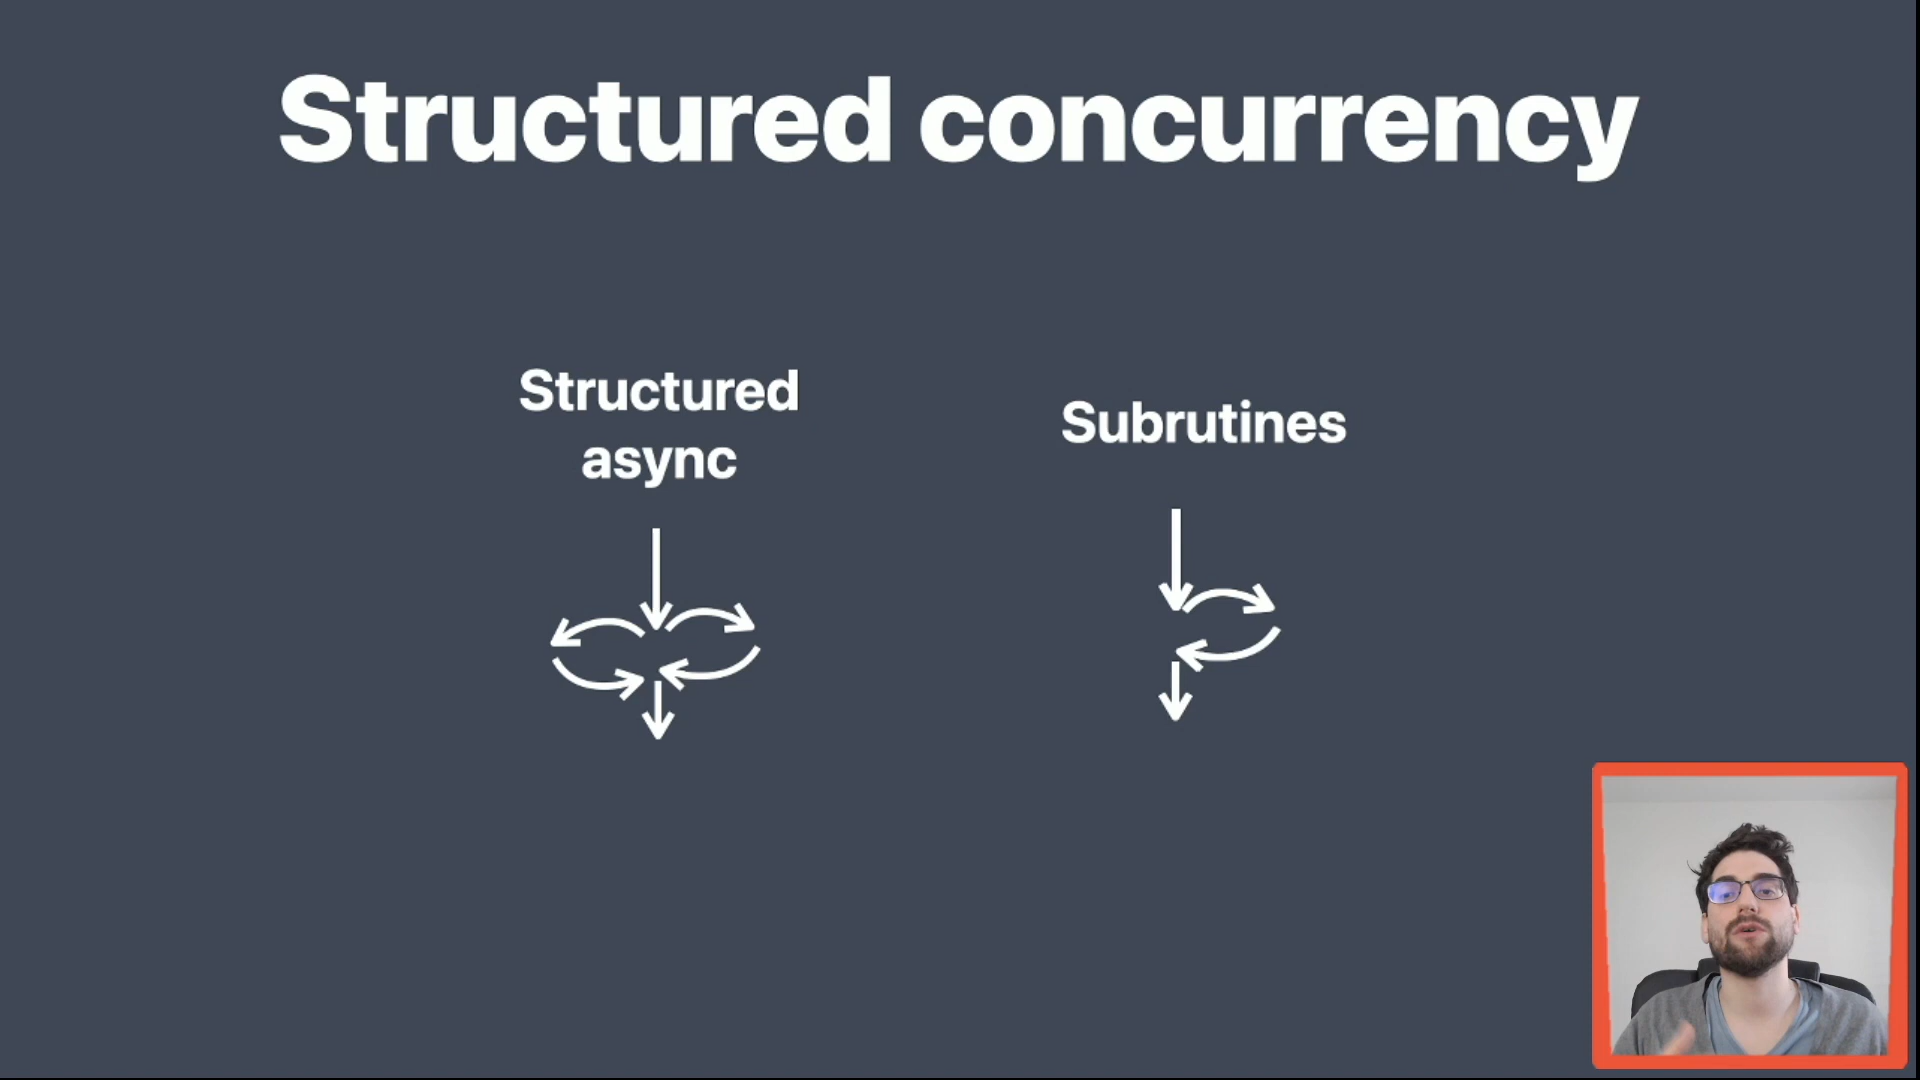 Structured concurrency
Structured
async
Subrutines